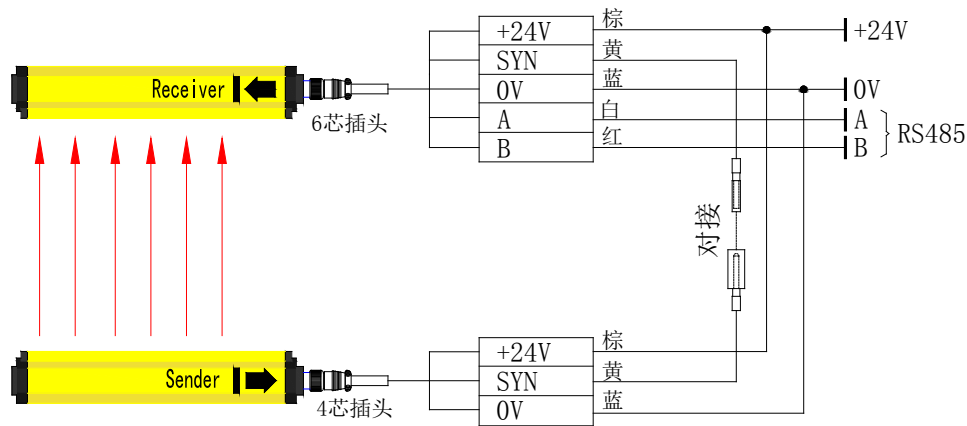 +24V 棕 +24V
SYN 黄
Receiver 0V 蓝 0V
6芯插头 A 白 A
B 红 B
RS485
对接
+24V 棕
Sender SYN 黄
4芯插头 0V 蓝